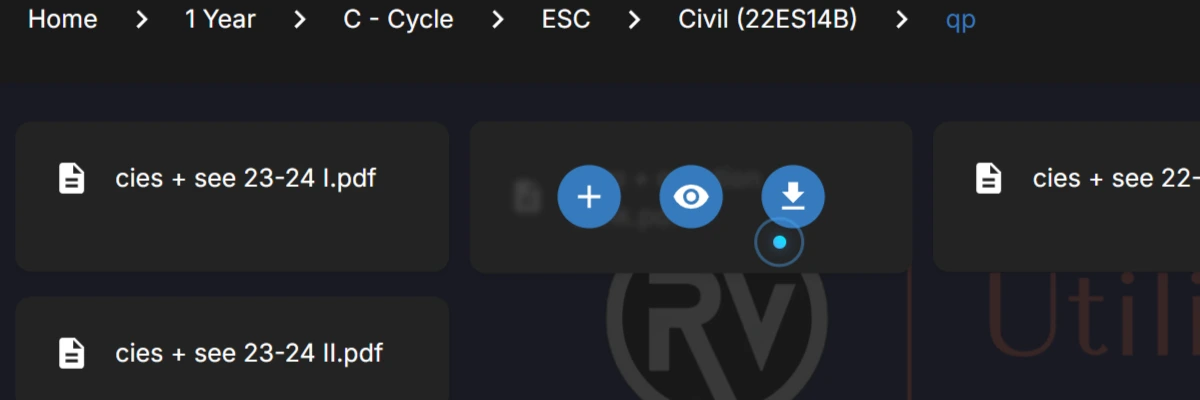 Home > 1 Year > C - Cycle > ESC > Civil (22ES14B) > qp
cies + see 23-24 I.pdf
cies + see 22-
cies + see 23-24 II.pdf
RV
Utili